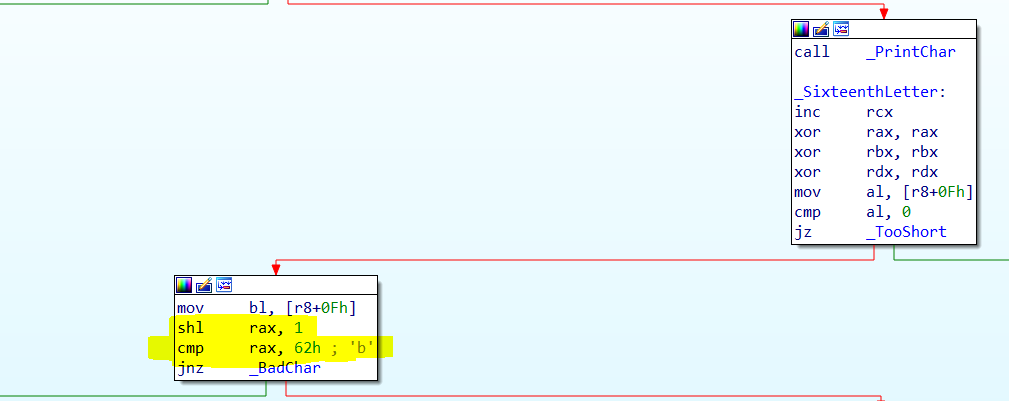 call _PrintChar
_SixteenthLetter:
inc rcx
xor rax, rax
xor rbx, rbx
xor rdx, rdx
mov al, [r8+0Fh]
cmp al, 0
jz _TooShort
mov bl, [r8+0Fh]
shl rax, 1
cmp rax, 62h ; 'b'
jnz _BadChar